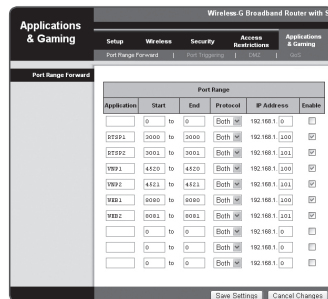 Wireless-G Broadband Router with S
Applications & Gaming
Setup Wireless Security Access Restrictions Applications & Gaming
Port Range Forward | Port Triggering | DMZ | QoS
Port Range Forward
Port Range
Application Start End Protocol IP Address Enable
0 to 0 Both 192.168.1. 0
RTSP1 3000 to 3000 Both 192.168.1. 100
RTSP2 3001 to 3001 Both 192.168.1. 101
VNP1 4520 to 4520 Both 192.168.1. 100
VNP2 4521 to 4521 Both 192.168.1. 101
WEB1 8080 to 8080 Both 192.168.1. 100
WEB2 8081 to 8081 Both 192.168.1. 101
0 to 0 Both 192.168.1. 0
0 to 0 Both 192.168.1. 0
0 to 0 Both 192.168.1. 0
Save Settings Cancel Changes